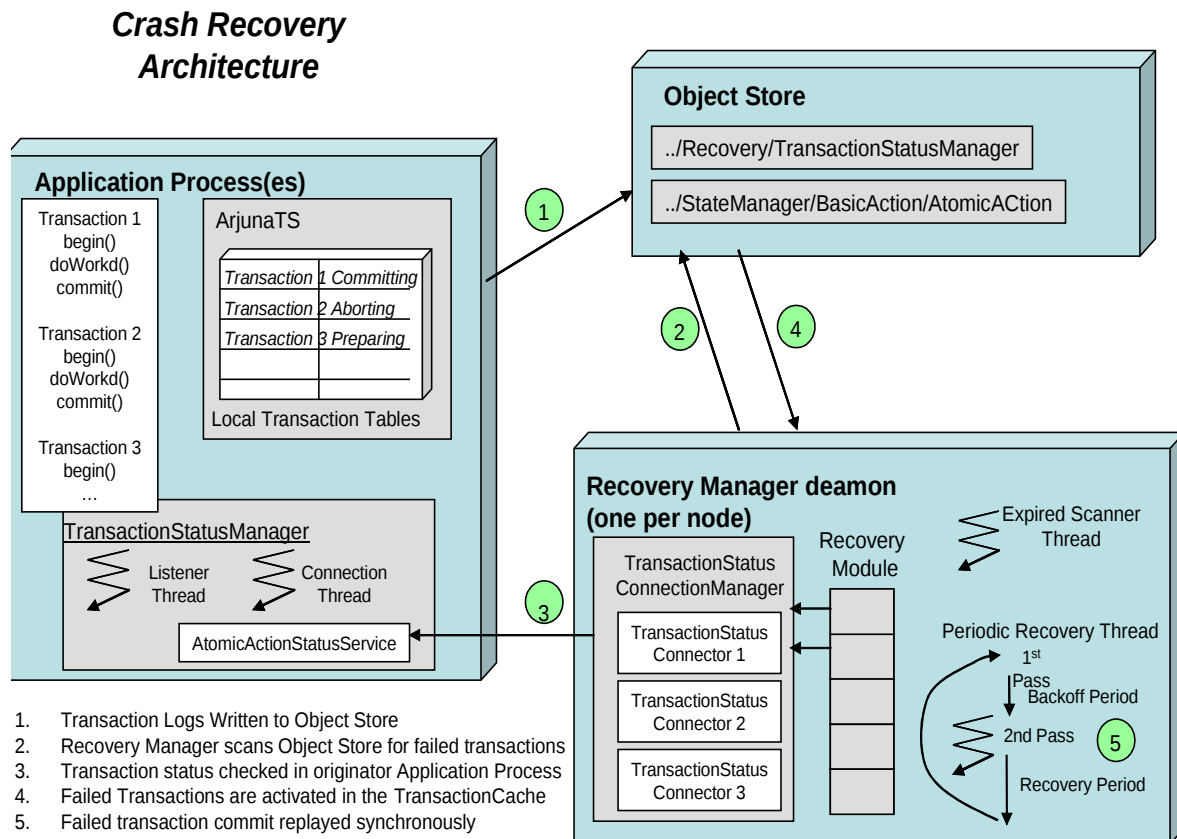 Crash Recovery
Architecture
Object Store
../Recovery/TransactionStatusManager
../StateManager/BasicAction/AtomicACtion
Application Process(es)
Transaction 1
begin()
doWorkd()
commit()
Transaction 2
begin()
doWorkd()
commit()
Transaction 3
begin()
…
ArjunaTS
Transaction 1 Committing
Transaction 2 Aborting
Transaction 3 Preparing
Local Transaction Tables
TransactionStatusManager
Listener
Thread
Connection
Thread
AtomicActionStatusService
1
2
4
3
Recovery Manager deamon
(one per node)
TransactionStatus
ConnectionManager
TransactionStatus
Connector 1
TransactionStatus
Connector 2
TransactionStatus
Connector 3
Recovery
Module
Expired Scanner
Thread
Periodic Recovery Thread
1st
Pass
Backoff Period
2nd Pass
5
Recovery Period
1. Transaction Logs Written to Object Store
2. Recovery Manager scans Object Store for failed transactions
3. Transaction status checked in originator Application Process
4. Failed Transactions are activated in the TransactionCache
5. Failed transaction commit replayed synchronously